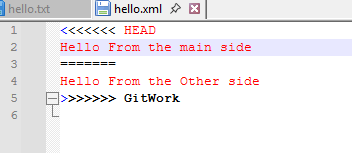 hello.txt hello.xml
1 <<<<<<< HEAD
2 Hello From the main side
3 =======
4 Hello From the Other side
5 >>>>>>> GitWork
6